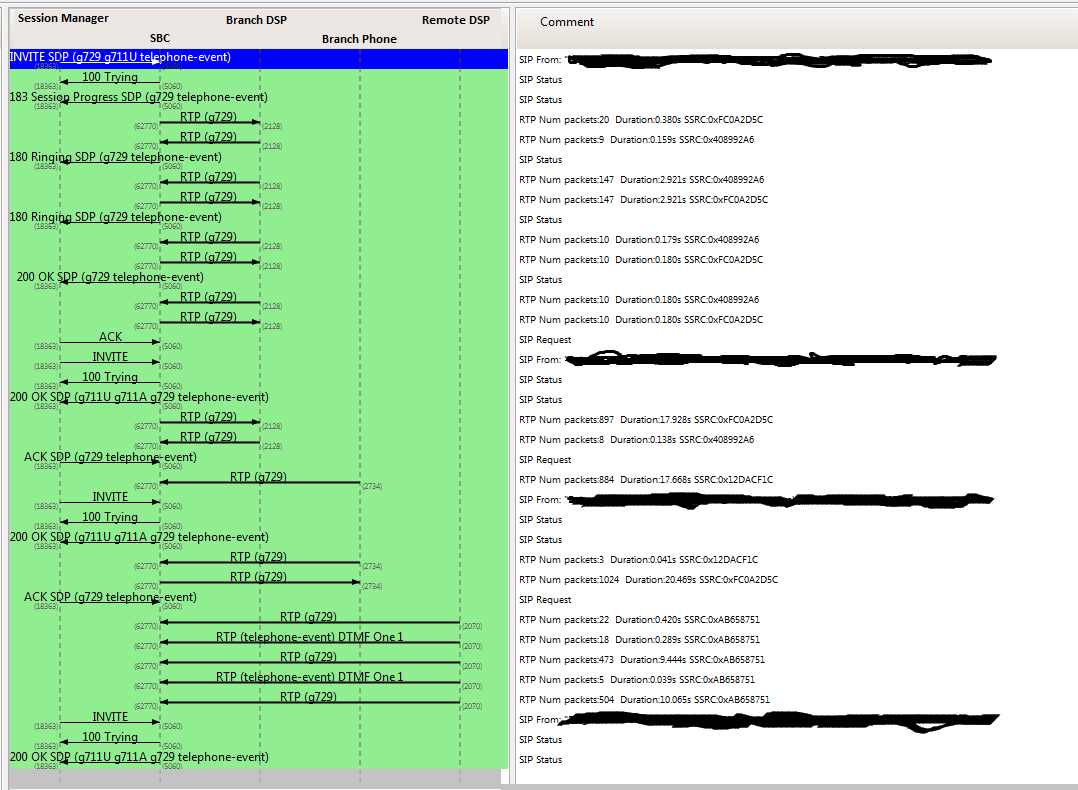 Session Manager Branch DSP Remote DSP Comment
SBC Branch Phone
INVITE SDP (g729 g711U telephone-event) SIP From: "
(18363) (5060)
100 Trying SIP Status
(18363) (5060)
183 Session Progress SDP (g729 telephone-event) SIP Status
(18363) (5060)
RTP (g729) RTP Num packets:20 Duration:0.380s SSRC:0xFC0A2D5C
(62770) (2128)
RTP (g729) RTP Num packets:9 Duration:0.159s SSRC:0x408992A6
(62770) (2128)
180 Ringing SDP (g729 telephone-event) SIP Status
(18363) (5060)
RTP (g729) RTP Num packets:147 Duration:2.921s SSRC:0x408992A6
(62770) (2128)
RTP (g729) RTP Num packets:147 Duration:2.921s SSRC:0xFC0A2D5C
(62770) (2128)
180 Ringing SDP (g729 telephone-event) SIP Status
(18363) (5060)
RTP (g729) RTP Num packets:10 Duration:0.179s SSRC:0x408992A6
(62770) (2128)
RTP (g729) RTP Num packets:10 Duration:0.180s SSRC:0xFC0A2D5C
(62770) (2128)
200 OK SDP (g729 telephone-event) SIP Status
(18363) (5060)
RTP (g729) RTP Num packets:10 Duration:0.180s SSRC:0x408992A6
(62770) (2128)
RTP (g729) RTP Num packets:10 Duration:0.180s SSRC:0xFC0A2D5C
(62770) (2128)
ACK SIP Request
(18363) (5060)
INVITE SIP From: "
(18363) (5060)
100 Trying SIP Status
(18363) (5060)
200 OK SDP (g711U g711A g729 telephone-event) SIP Status
(18363) (5060)
RTP (g729) RTP Num packets:897 Duration:17.928s SSRC:0xFC0A2D5C
(62770) (2128)
RTP (g729) RTP Num packets:8 Duration:0.138s SSRC:0x408992A6
(62770) (2128)
ACK SDP (g729 telephone-event) SIP Request
(18363) (5060)
RTP (g729) RTP Num packets:884 Duration:17.668s SSRC:0x12DACF1C
(62770) (2734)
INVITE SIP From: "
(18363) (5060)
100 Trying SIP Status
(18363) (5060)
200 OK SDP (g711U g711A g729 telephone-event) SIP Status
(18363) (5060)
RTP (g729) RTP Num packets:3 Duration:0.041s SSRC:0x12DACF1C
(62770) (2734)
RTP (g729) RTP Num packets:1024 Duration:20.469s SSRC:0xFC0A2D5C
(62770) (2734)
ACK SDP (g729 telephone-event) SIP Request
(18363) (5060)
RTP (g729) RTP Num packets:22 Duration:0.420s SSRC:0xAB658751
(62770) (2070)
RTP (telephone-event) DTMF One 1 RTP Num packets:18 Duration:0.289s SSRC:0xAB658751
(62770) (2070)
RTP (g729) RTP Num packets:473 Duration:9.444s SSRC:0xAB658751
(62770) (2070)
RTP (telephone-event) DTMF One 1 RTP Num packets:5 Duration:0.039s SSRC:0xAB658751
(62770) (2070)
RTP (g729) RTP Num packets:504 Duration:10.065s SSRC:0xAB658751
(62770) (2070)
INVITE SIP From: "
(18363) (5060)
100 Trying SIP Status
(18363) (5060)
200 OK SDP (g711U g711A g729 telephone-event) SIP Status
(18363) (5060)